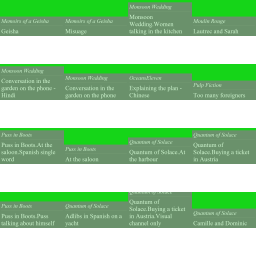 Memoirs of a Geisha
Geisha
Memoirs of a Geisha
Misuage
Monsoon Wedding
Monsoon
Wedding.Women
talking in the kitchen
Moulin Rouge
Lautrec and Satah
Monsoon Wedding
Conversation in the
garden on the phone -
Hindi
Monsoon Wedding
Conversation in the
garden on the phone
OceansEleven
Explaining the plan -
Chinese
Pulp Fiction
Too many foreigners
Puss in Boots
Puss in Boots.At the
saloon.Spanish single
word
Puss in Boots
At the saloon
Quantum of Solace
Quantum of Solace.At
the harbour
Quantum of Solace
Quantum of
Solace.Buying a ticket
in Austria
Puss in Boots
Puss in Boots.Puss
talking about himself
Quantum of Solace
Adlibs in Spanish on a
yacht
Quantum of Solace
Quantum of
Solace.Buying a ticket
in Austria.Visual
channel only
Quantum of Solace
Camille and Dominic